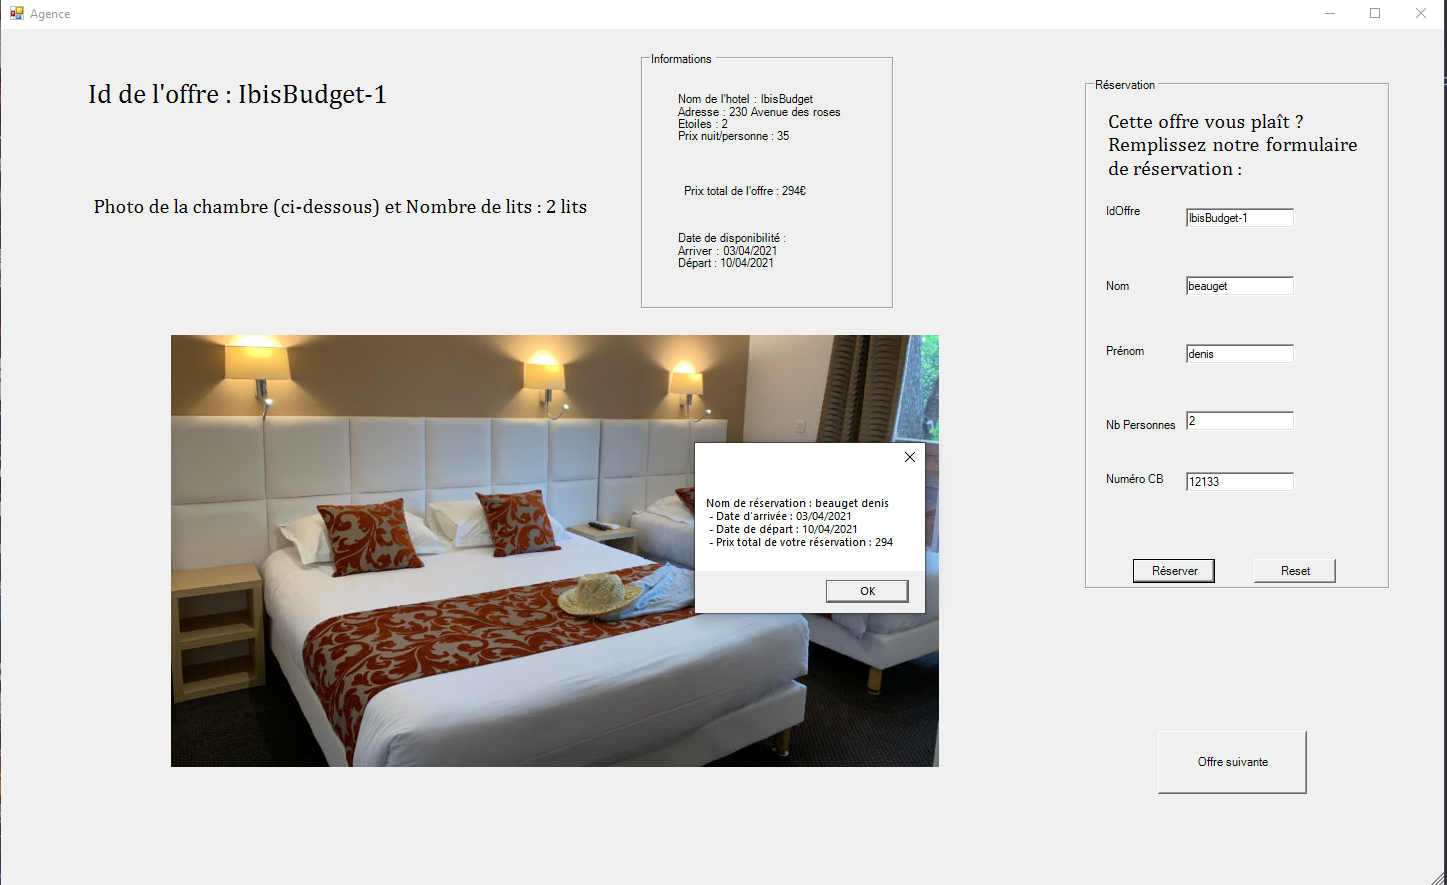 Agence
Id de l'offre : IbisBudget-1
Photo de la chambre (ci-dessous) et Nombre de lits : 2 lits
Informations
Nom de l'hotel : IbisBudget
Adresse : 230 Avenue des roses
Etoiles : 2
Prix nuit/personne : 35
Prix total de l'offre : 294€
Date de disponibilité :
Arriver : 03/04/2021
Départ : 10/04/2021
Réservation
Cette offre vous plaît ?
Remplissez notre formulaire
de réservation :
IdOffre IbisBudget-1
Nom beauget
Prénom denis
Nb Personnes 2
Numéro CB 12133
Réserver Reset
Nom de réservation : beauget denis
- Date d'arrivée : 03/04/2021
- Date de départ : 10/04/2021
- Prix total de votre réservation : 294
OK
Offre suivante